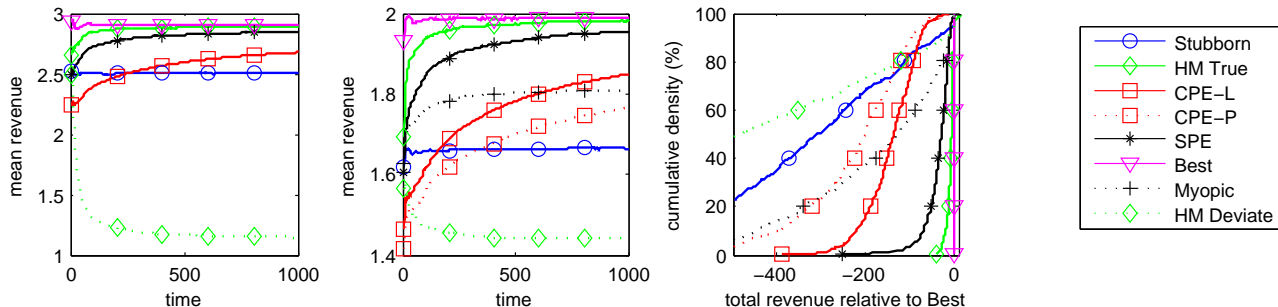 3
2.5
2
1.5
1
0
500
1000
time
mean revenue
2
1.8
1.6
1.4
0
500
1000
time
mean revenue
100
80
60
40
20
0
−400
−200
0
total revenue relative to Best
cumulative density (%)
Stubborn
HM True
CPE−L
CPE−P
SPE
Best
Myopic
HM Deviate